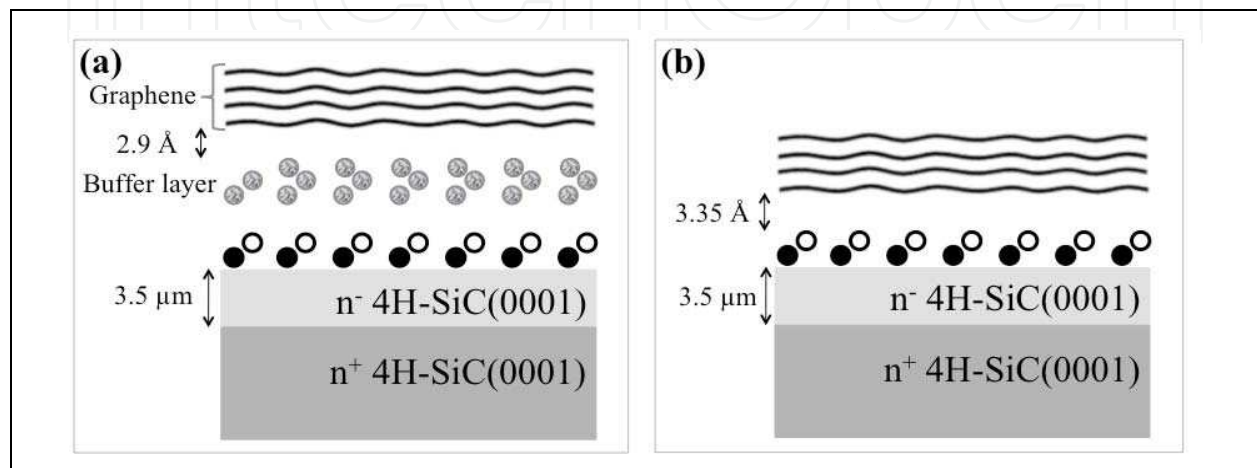 (a)
Graphene
2.9 Å
Buffer layer
3.5 µm
n⁻ 4H-SiC(0001)
n⁺ 4H-SiC(0001)
(b)
3.35 Å
3.5 µm
n⁻ 4H-SiC(0001)
n⁺ 4H-SiC(0001)